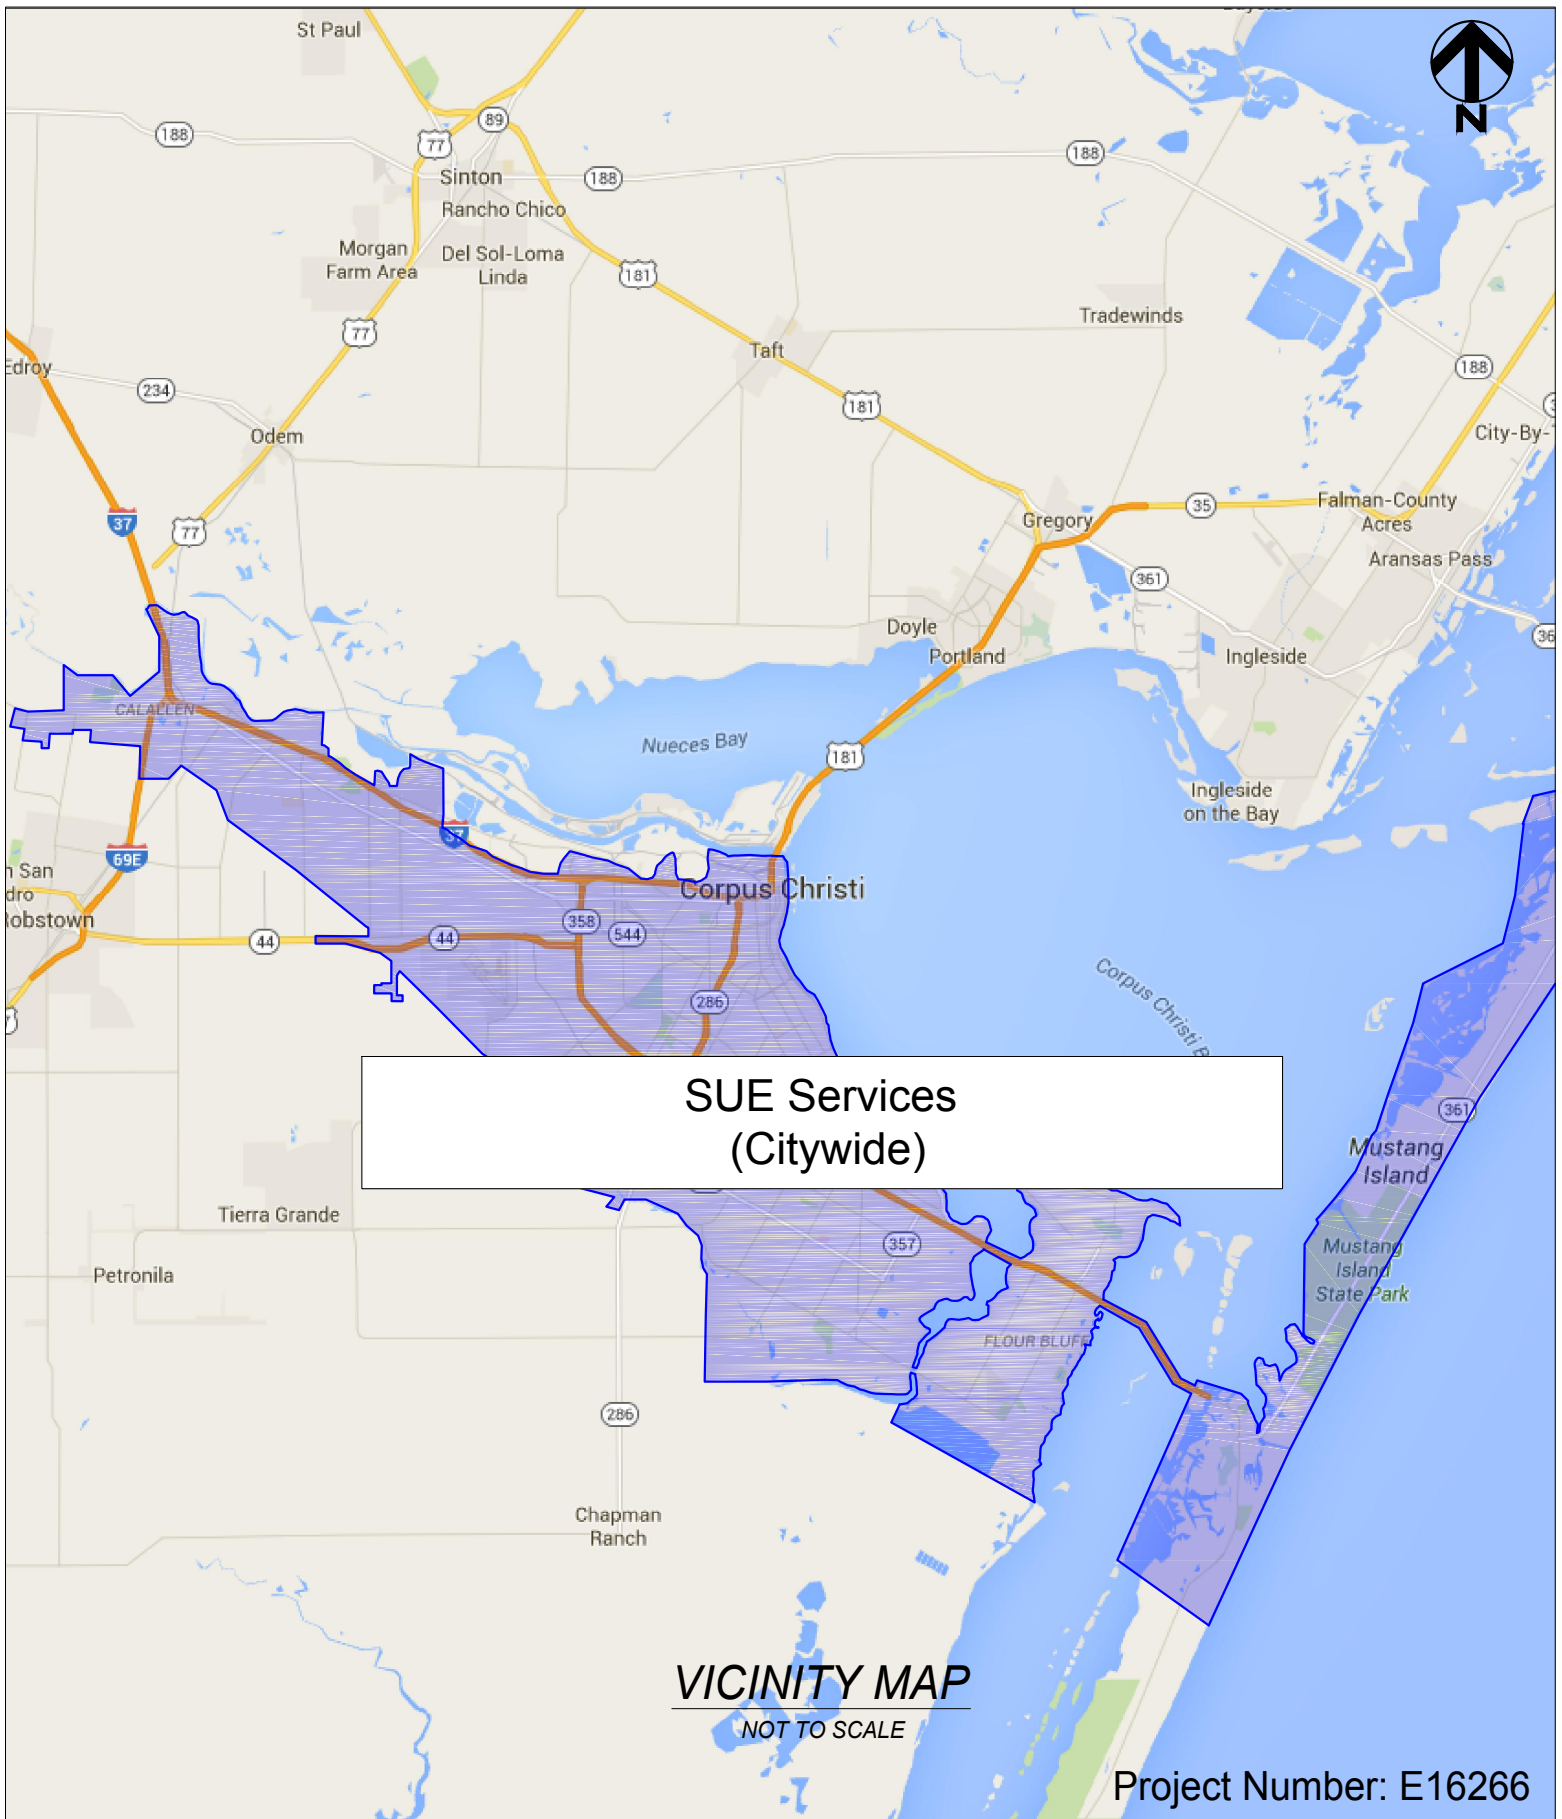 St Paul
N
188
89
77
188
188
Sinton
Rancho Chico
Morgan
Farm Area
Del Sol-Loma
Linda
181
77
Tradewinds
Taft
Edroy
234
188
181
Odem
City-By-
37
77
Gregory
35
Falman-County
Acres
Aransas Pass
361
Doyle
Portland
Ingleside
36
CALALLEN
Nueces Bay
181
Ingleside
on the Bay
37
69E
n San
dro
Robstown
Corpus Christi
358
544
44
44
286
Corpus Christi B
SUE Services
(Citywide)
361
Mustang
Island
Tierra Grande
357
Mustang
Island
State Park
Petronila
FLOUR BLUFF
286
Chapman
Ranch
VICINITY MAP
NOT TO SCALE
Project Number: E16266